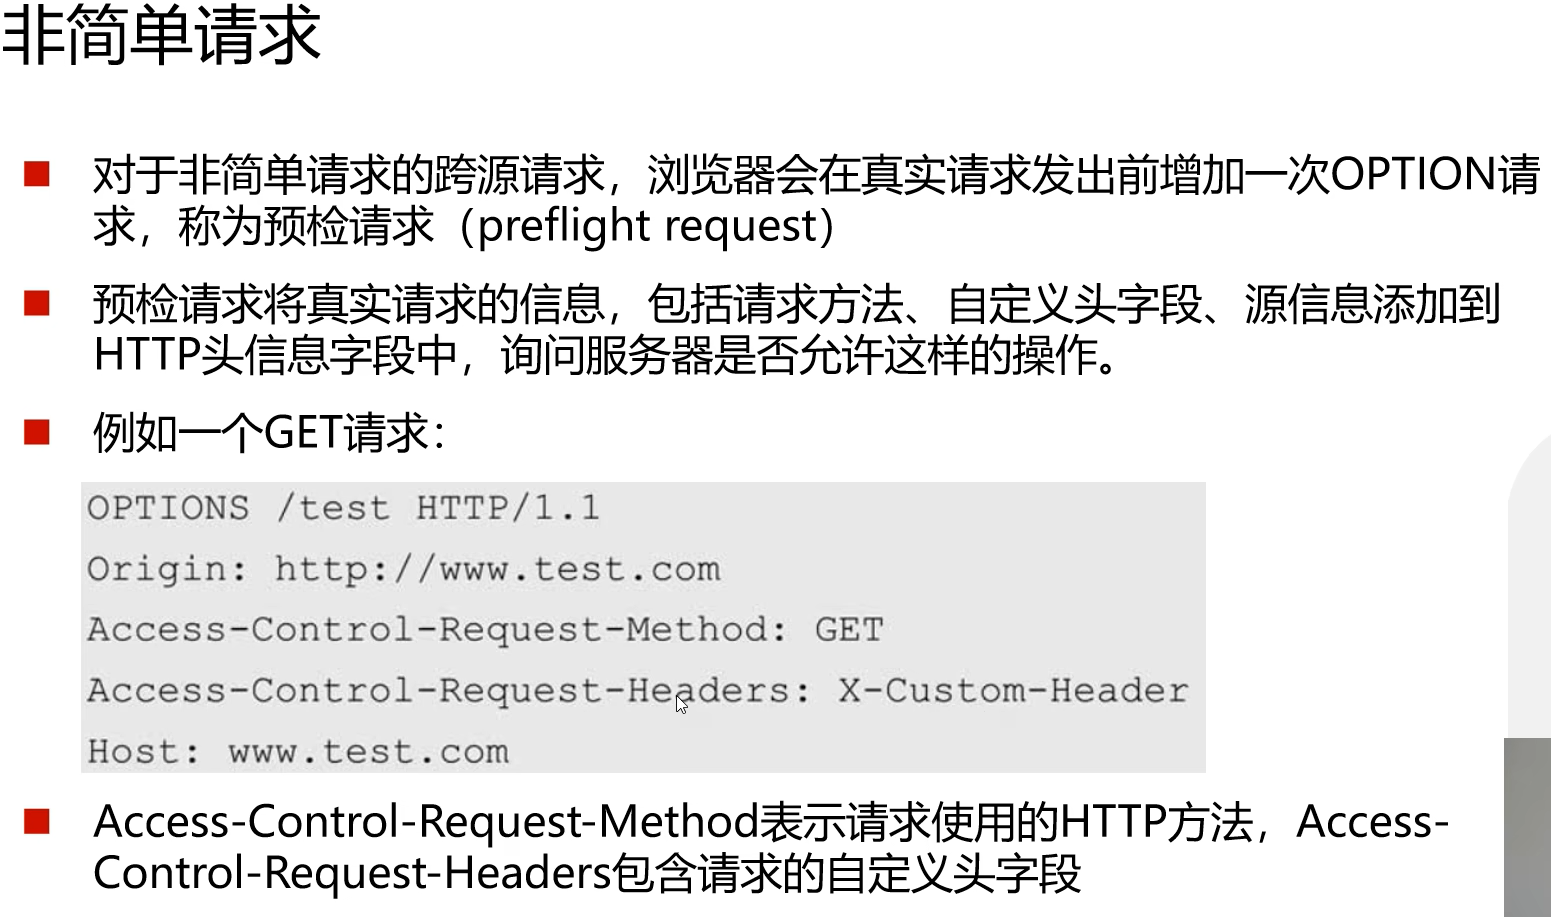 非简单请求
对于非简单请求的跨源请求，浏览器会在真实请求发出前增加一次OPTION请
求，称为预检请求（preflight request）
预检请求将真实请求的信息，包括请求方法、自定义头字段、源信息添加到
HTTP头信息字段中，询问服务器是否允许这样的操作。
例如一个GET请求：
OPTIONS /test HTTP/1.1
Origin: http://www.test.com
Access-Control-Request-Method: GET
Access-Control-Request-Headers: X-Custom-Header
Host: www.test.com
Access-Control-Request-Method表示请求使用的HTTP方法，Access-
Control-Request-Headers包含请求的自定义头字段